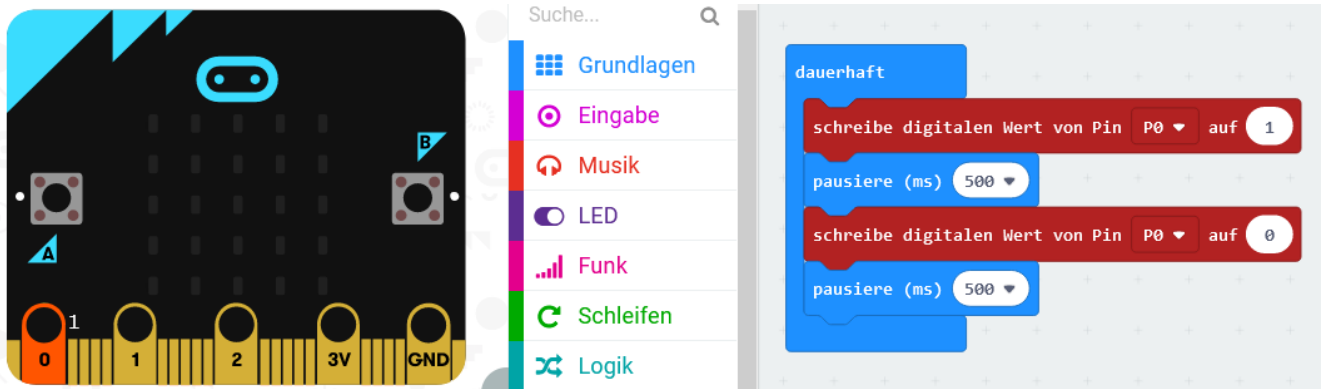 B
A
1
0 1 2 3V GND
Suche...
Grundlagen
Eingabe
Musik
LED
Funk
Schleifen
Logik
dauerhaft
schreibe digitalen Wert von Pin P0 auf 1
pausiere (ms) 500
schreibe digitalen Wert von Pin P0 auf 0
pausiere (ms) 500